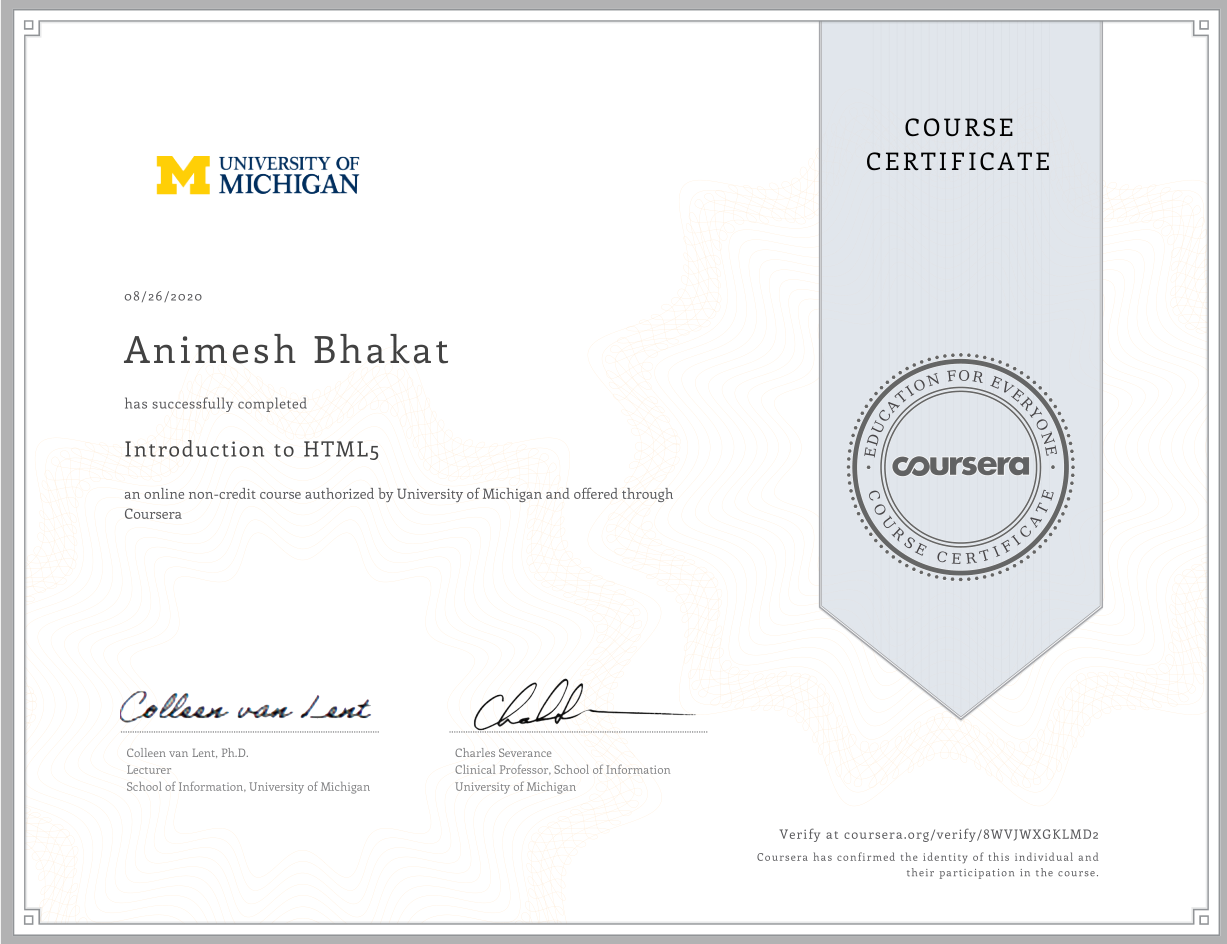 COURSE
CERTIFICATE
UNIVERSITY OF
MICHIGAN
08/26/2020
Animesh Bhakat
has successfully completed
Introduction to HTML5
an online non-credit course authorized by University of Michigan and offered through
Coursera
EDUCATION FOR EVERYONE
coursera
COURSE CERTIFICATE
Colleen van Lent
Colleen van Lent, Ph.D.
Lecturer
School of Information, University of Michigan
Charles Severance
Clinical Professor, School of Information
University of Michigan
Verify at coursera.org/verify/8WVJWXGKLMD2
Coursera has confirmed the identity of this individual and
their participation in the course.